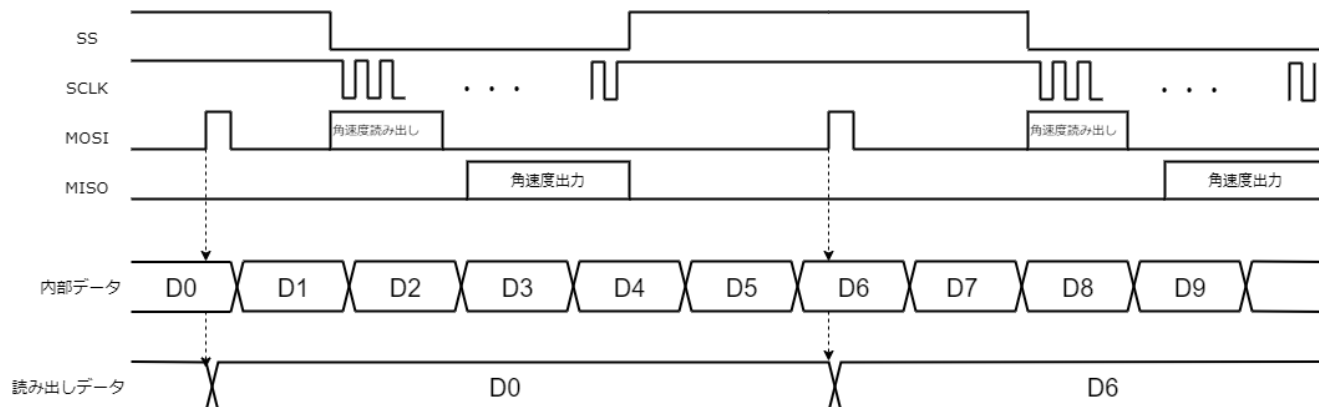 SS
SCLK
· · ·
· · ·
MOSI
角速度読み出し
角速度読み出し
MISO
角速度出力
角速度出力
内部データ
D0
D1
D2
D3
D4
D5
D6
D7
D8
D9
読み出しデータ
D0
D6